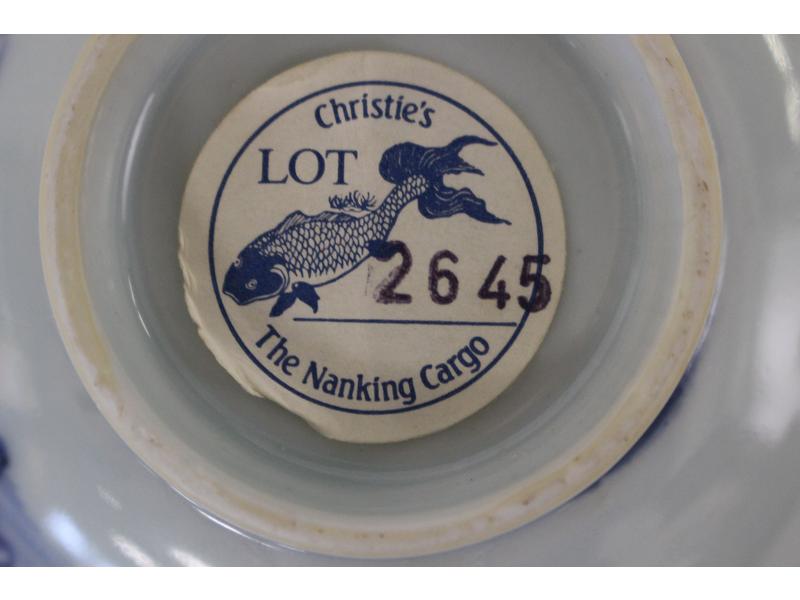 Christie's
LOT
2645
The Nanking Cargo